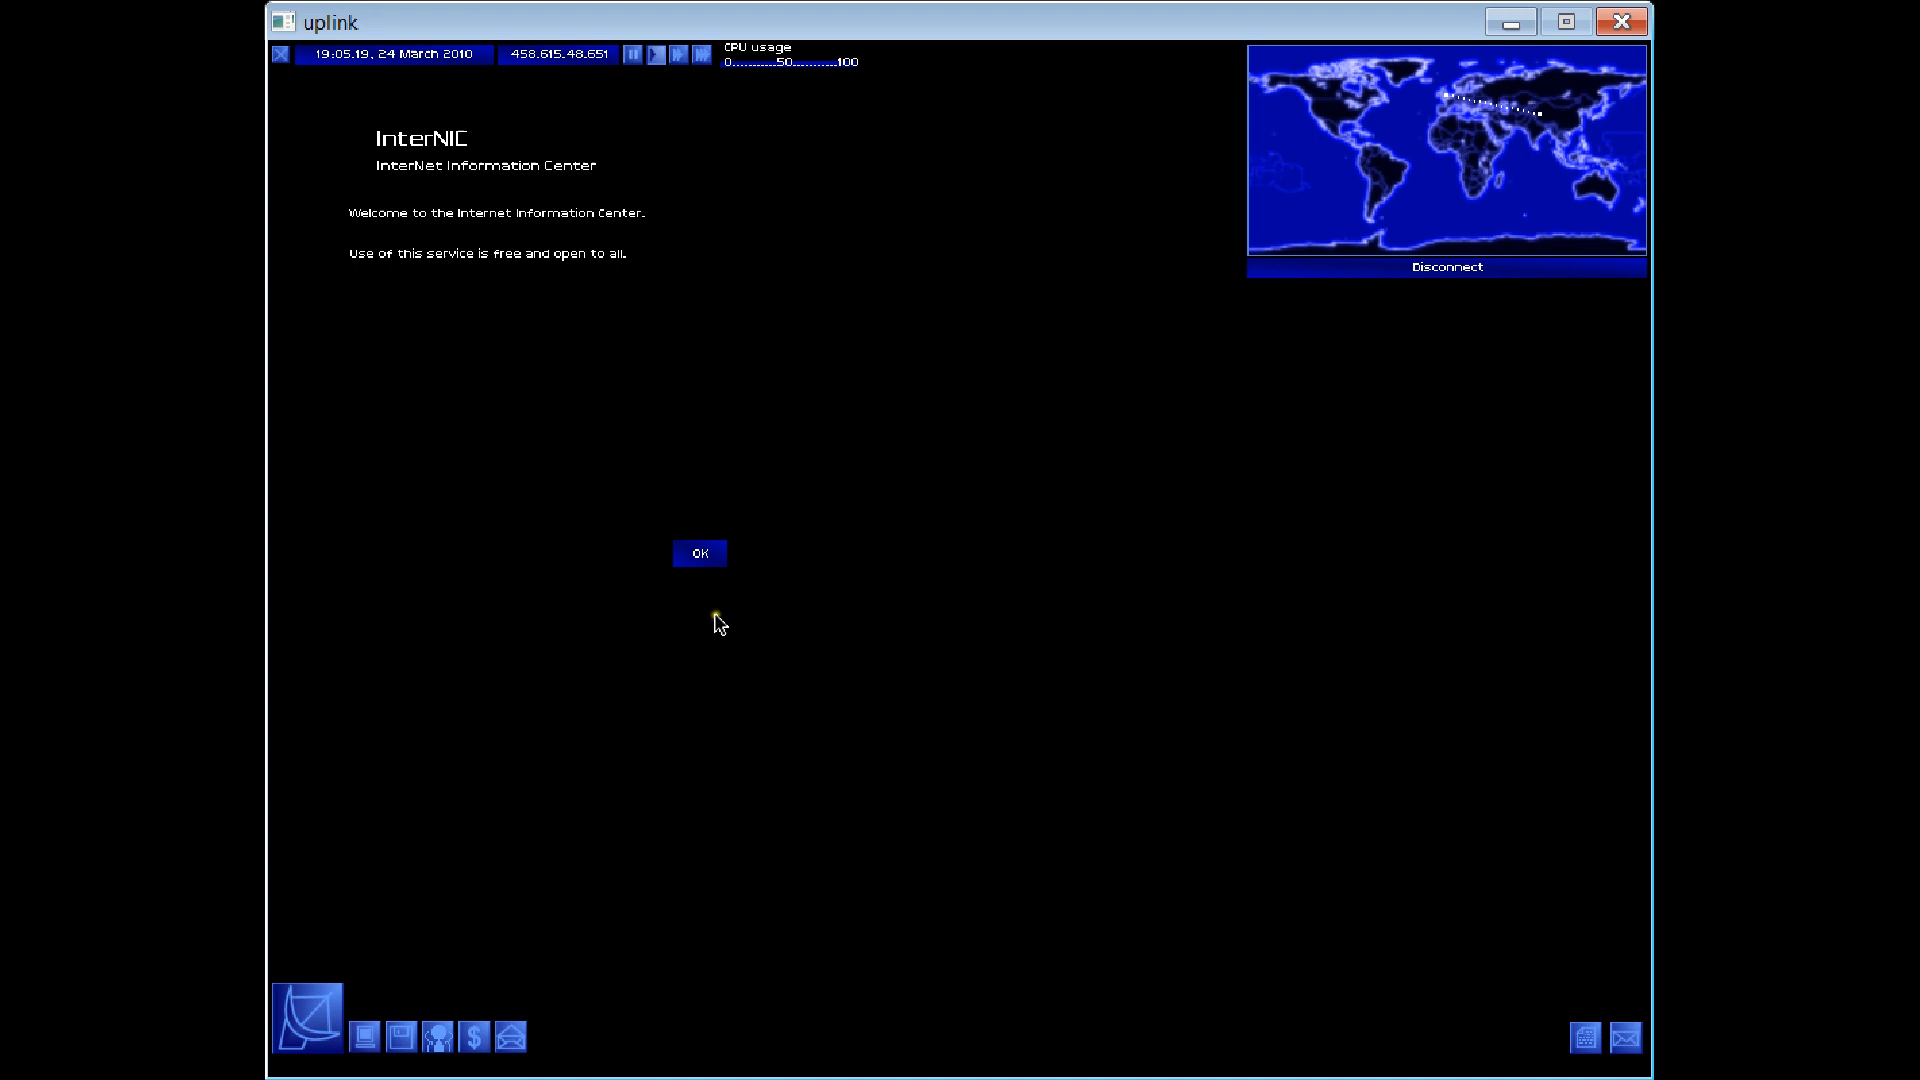 uplink
19:05.19, 24 March 2010
458.615.48.651
CPU usage
0...........50...........100
InterNIC
InterNet Information Center
Welcome to the Internet Information Center.
Use of this service is free and open to all.
Disconnect
OK
$